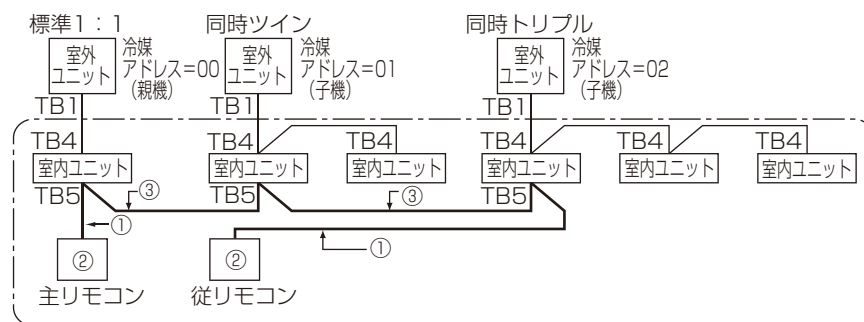 標準1：1
同時ツイン
同時トリプル
室外
ユニット
冷媒
アドレス=00
(親機)
室外
ユニット
冷媒
アドレス=01
(子機)
室外
ユニット
冷媒
アドレス=02
(子機)
TB1
TB1
TB1
TB4
TB4
TB4
TB4
TB4
TB4
室内ユニット
室内ユニット
室内ユニット
室内ユニット
室内ユニット
室内ユニット
TB5
TB5
TB5
③
③
①
①
②
②
主リモコン
従リモコン